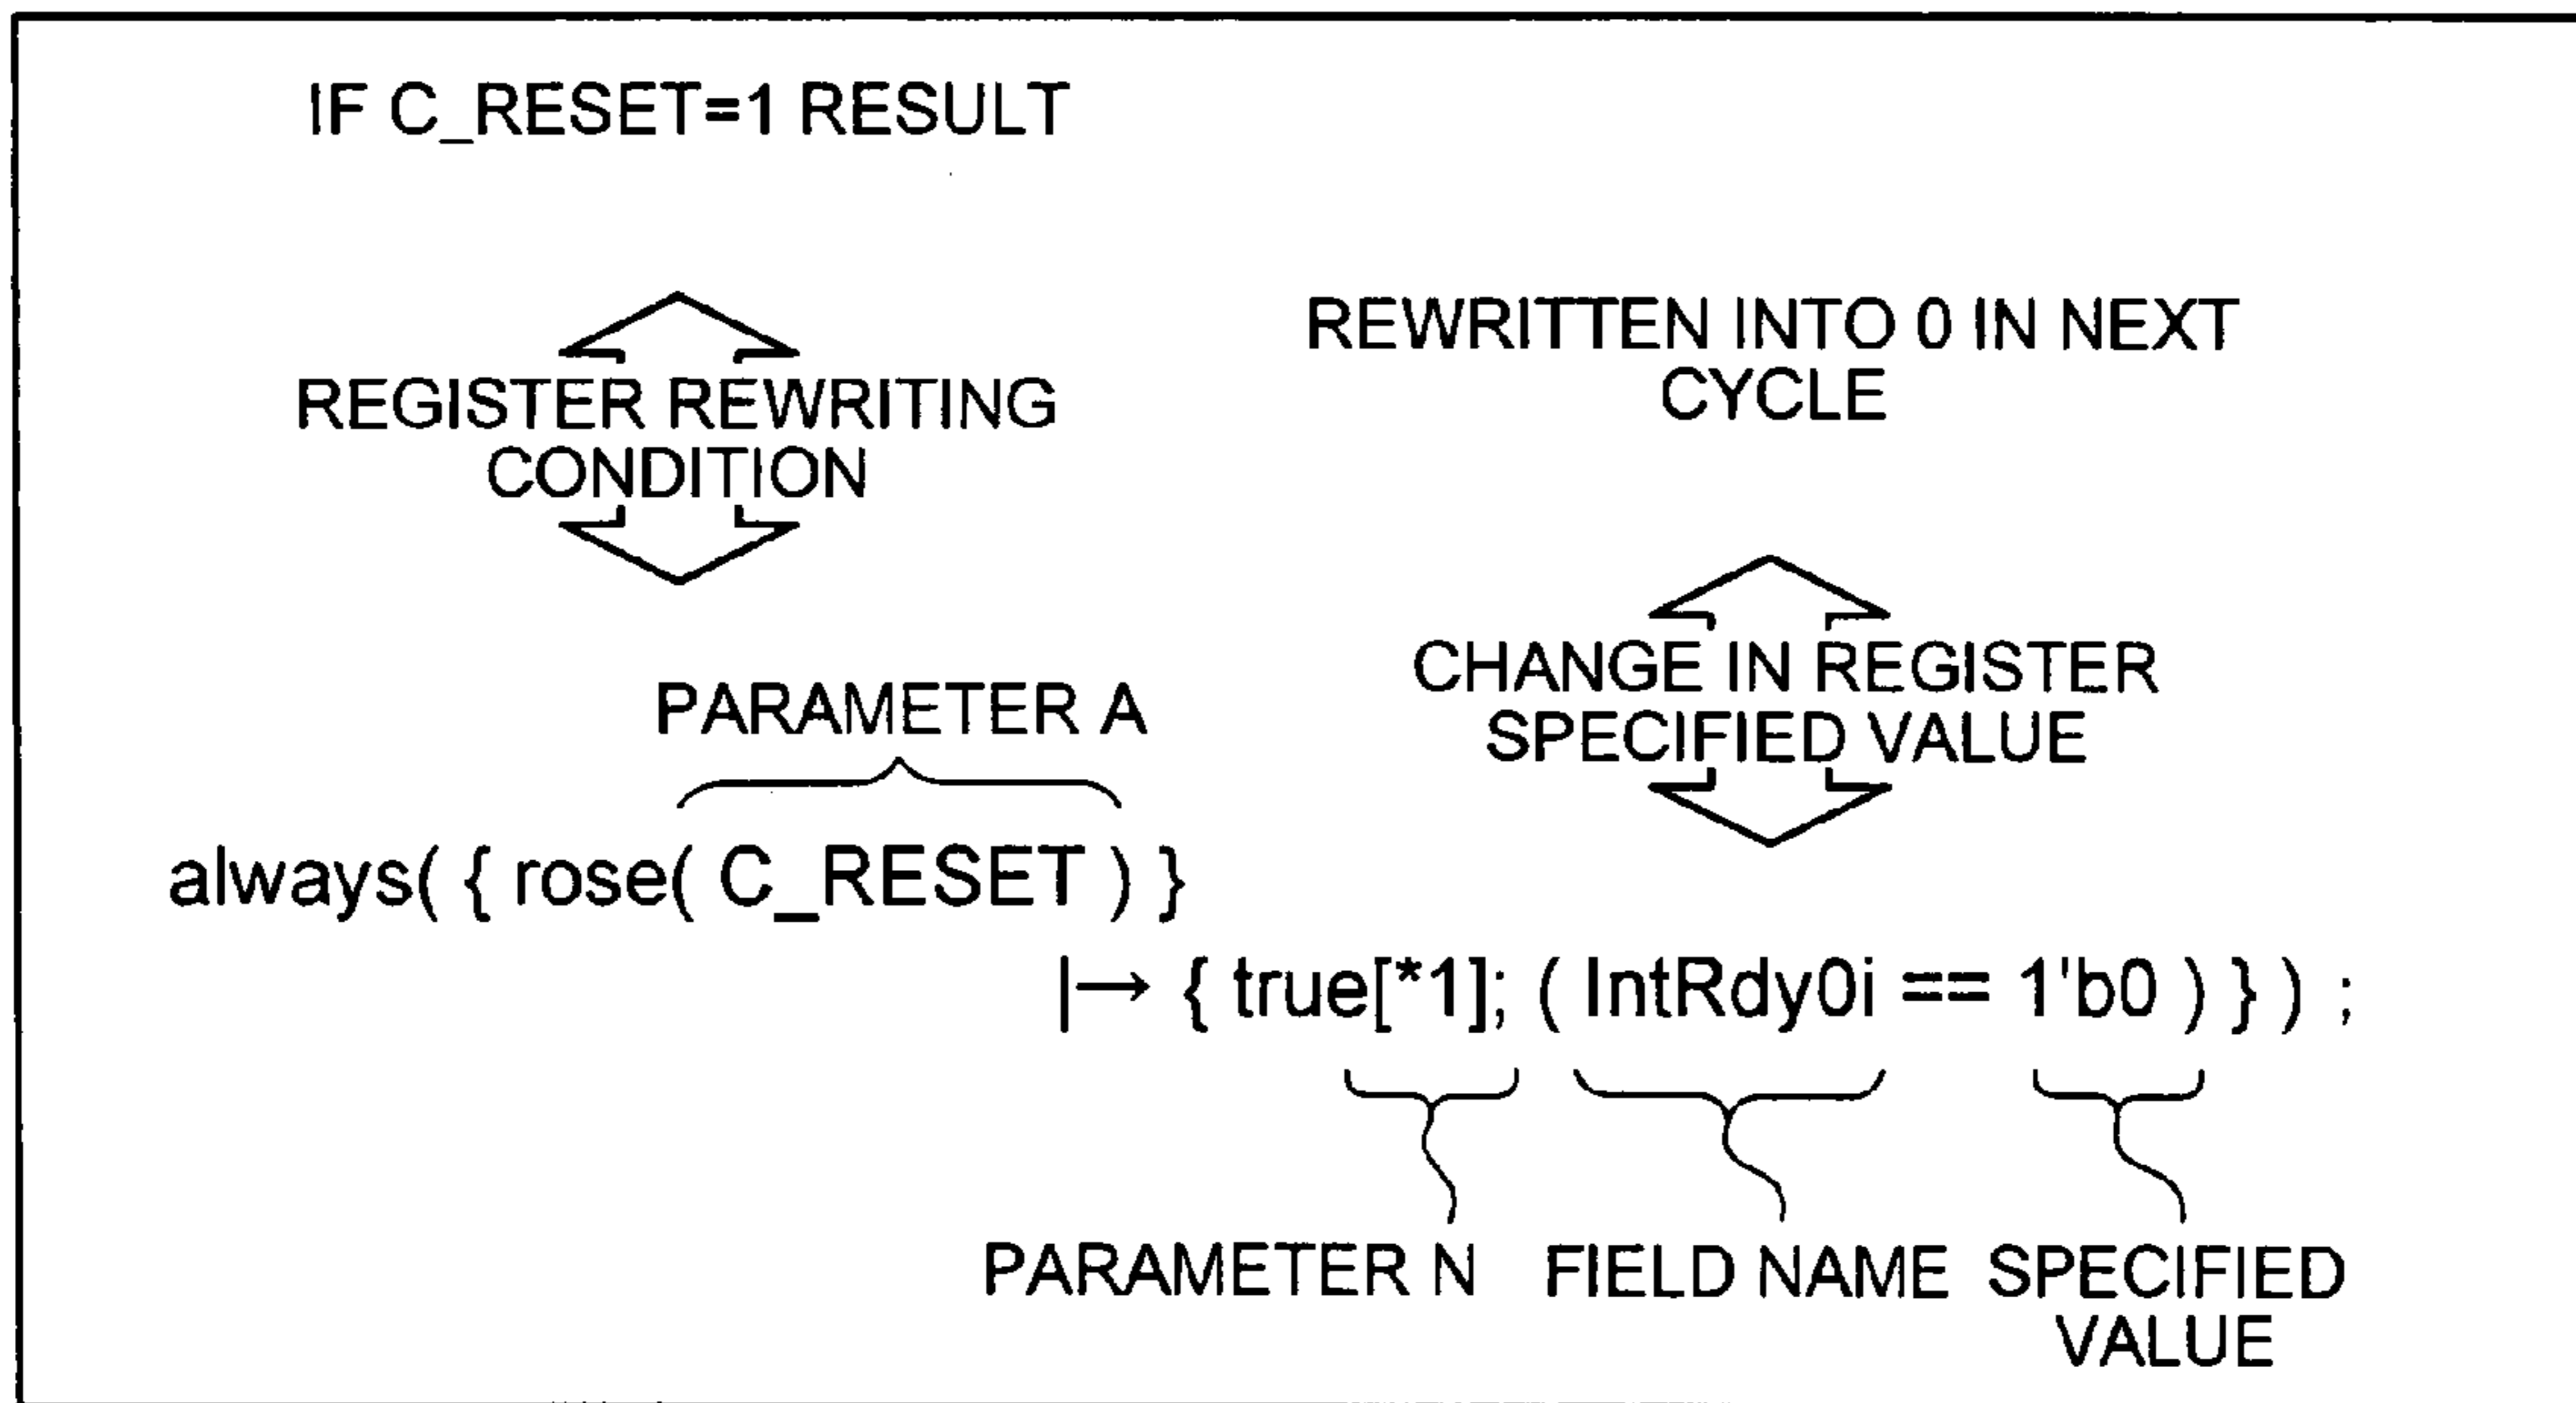 IF C_RESET=1 RESULT
REWRITTEN INTO 0 IN NEXT
CYCLE
REGISTER REWRITING
CONDITION
CHANGE IN REGISTER
SPECIFIED VALUE
PARAMETER A
always( { rose( C_RESET ) }
|→ { true[*1]; ( IntRdy0i == 1'b0 ) } ) ;
PARAMETER N FIELD NAME SPECIFIED
VALUE